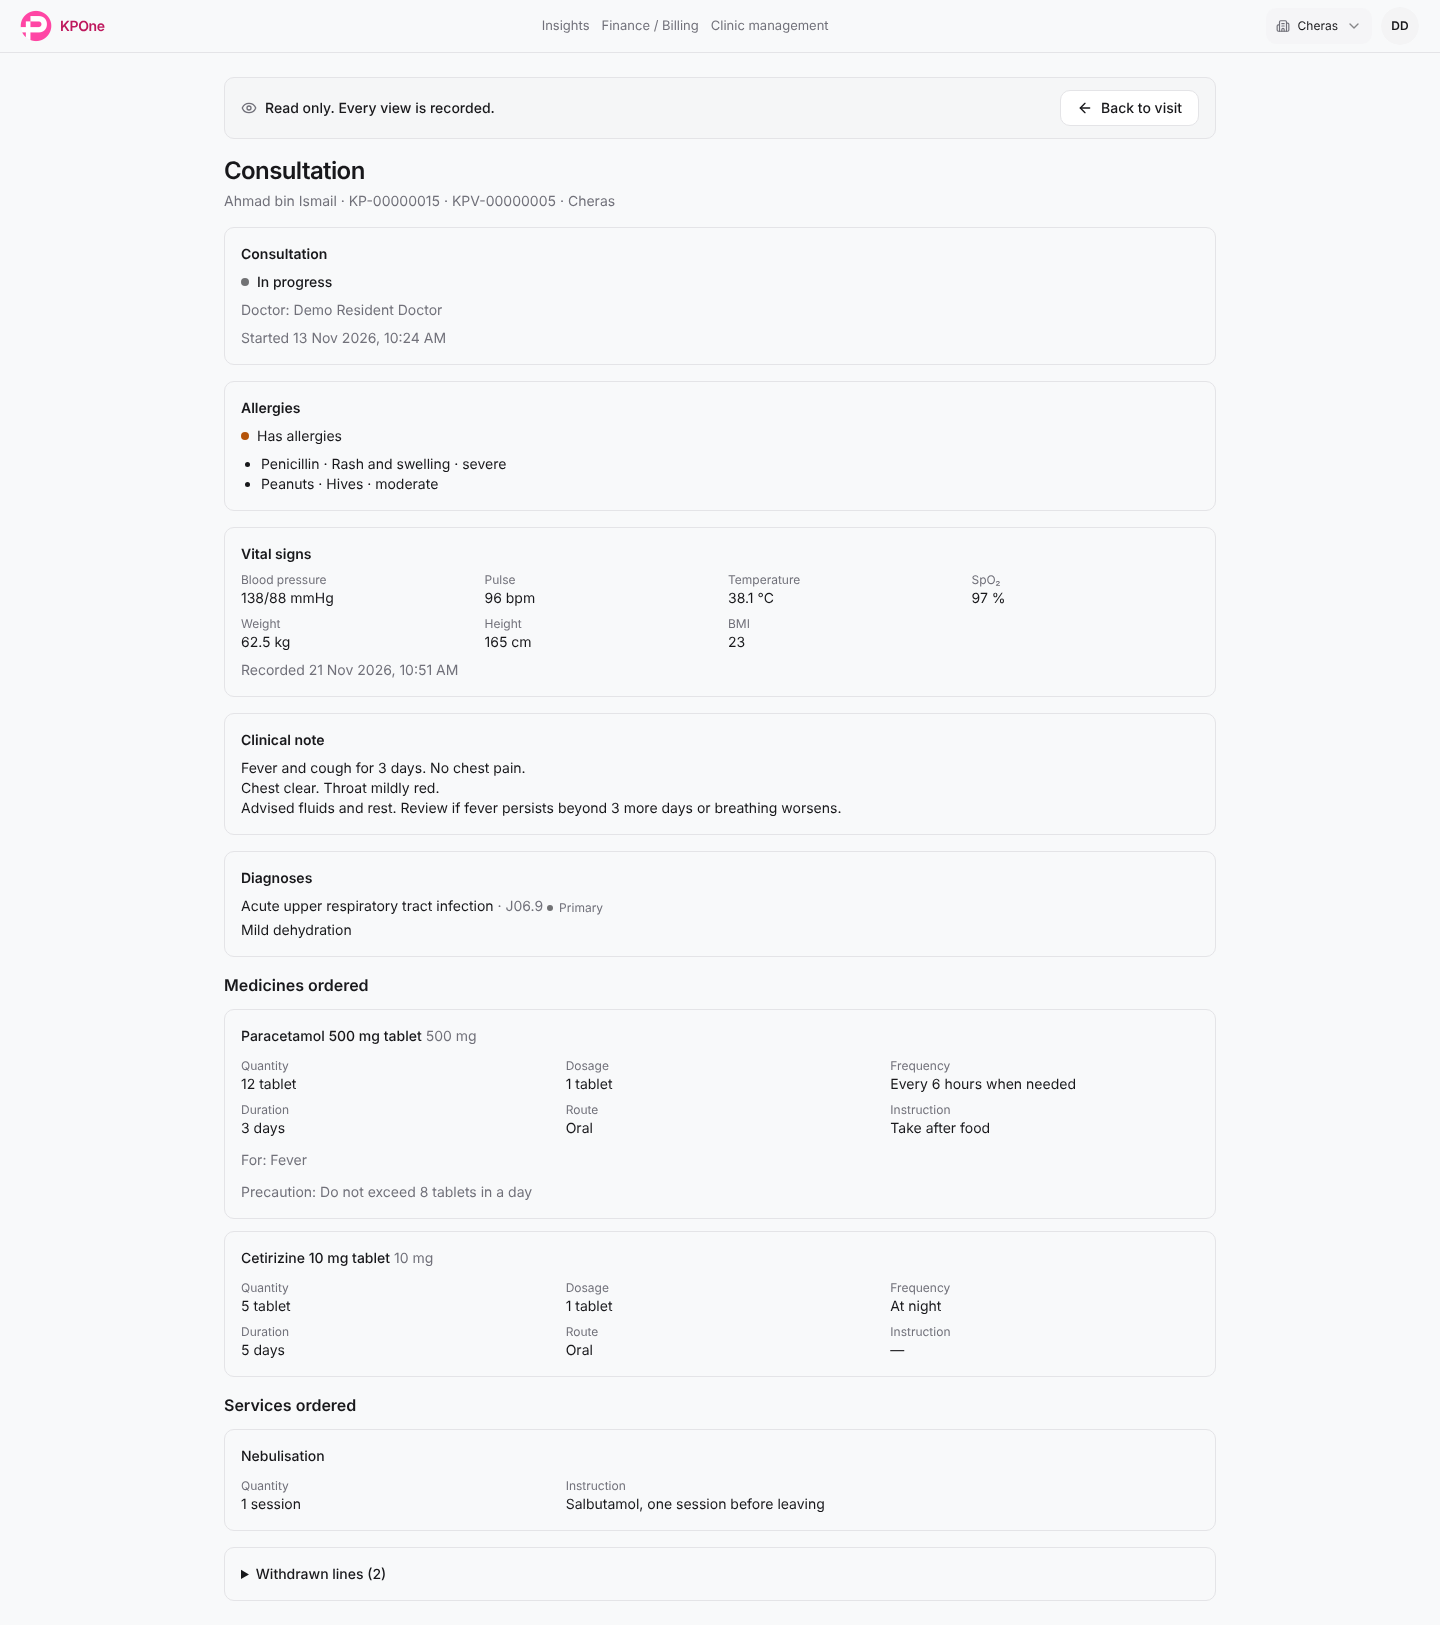 KPOne
Insights Finance / Billing Clinic management
Cheras
DD
Read only. Every view is recorded.
Back to visit
Consultation
Ahmad bin Ismail · KP-00000015 · KPV-00000005 · Cheras
Consultation
In progress
Doctor: Demo Resident Doctor
Started 13 Nov 2026, 10:24 AM
Allergies
Has allergies
Penicillin · Rash and swelling · severe
Peanuts · Hives · moderate
Vital signs
Blood pressure Pulse Temperature SpO₂
138/88 mmHg 96 bpm 38.1 °C 97 %
Weight Height BMI
62.5 kg 165 cm 23
Recorded 21 Nov 2026, 10:51 AM
Clinical note
Fever and cough for 3 days. No chest pain.
Chest clear. Throat mildly red.
Advised fluids and rest. Review if fever persists beyond 3 more days or breathing worsens.
Diagnoses
Acute upper respiratory tract infection · J06.9 Primary
Mild dehydration
Medicines ordered
Paracetamol 500 mg tablet 500 mg
Quantity Dosage Frequency
12 tablet 1 tablet Every 6 hours when needed
Duration Route Instruction
3 days Oral Take after food
For: Fever
Precaution: Do not exceed 8 tablets in a day
Cetirizine 10 mg tablet 10 mg
Quantity Dosage Frequency
5 tablet 1 tablet At night
Duration Route Instruction
5 days Oral —
Services ordered
Nebulisation
Quantity Instruction
1 session Salbutamol, one session before leaving
Withdrawn lines (2)